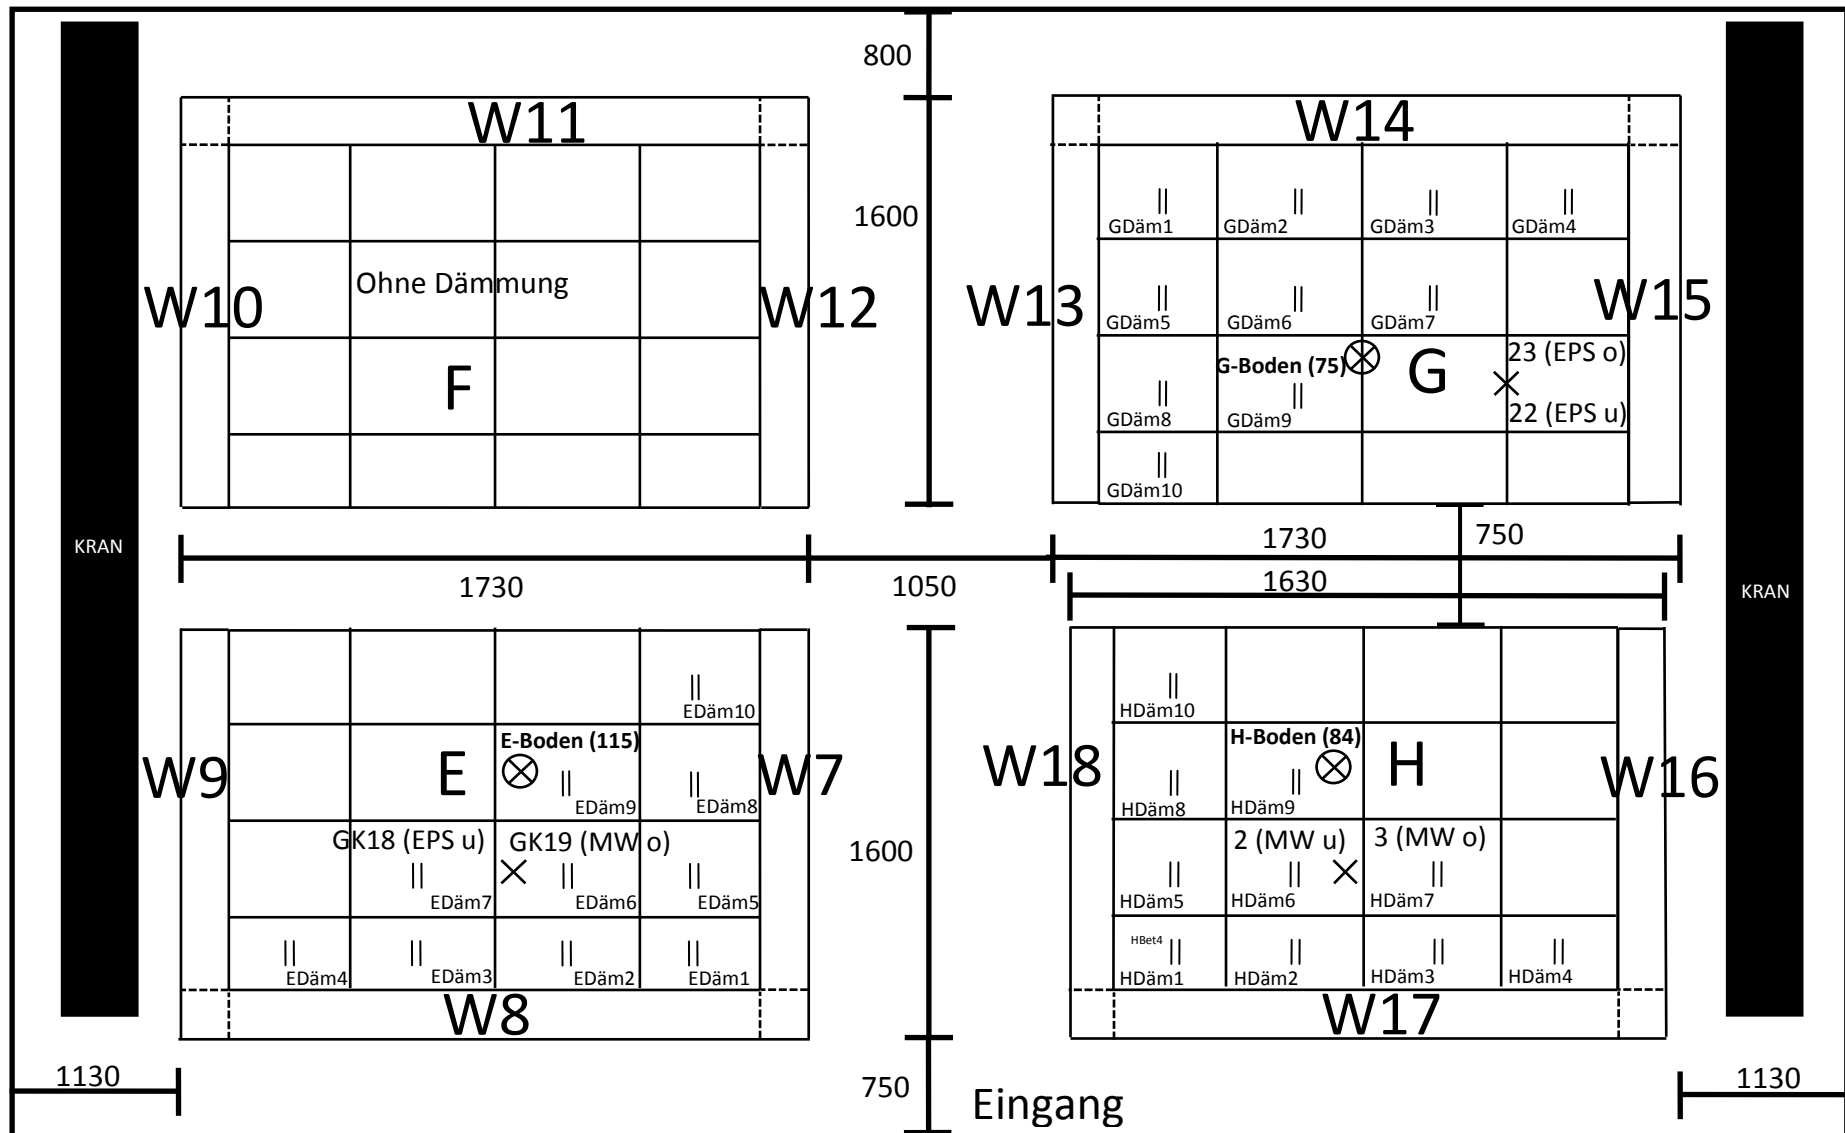 800
W11
W14
1600
GDäm1
GDäm2
GDäm3
GDäm4
Ohne Dämmung
W10
W12
W13
W15
GDäm5
GDäm6
GDäm7
F
G-Boden (75)
G
23 (EPS o)
22 (EPS u)
GDäm8
GDäm9
GDäm10
KRAN
1730
750
1730
1050
1630
KRAN
EDäm10
HDäm10
E-Boden (115)
H-Boden (84)
W9
E
W7
W18
H
W16
EDäm9
EDäm8
HDäm8
HDäm9
GK18 (EPS u)
GK19 (MW o)
1600
2 (MW u)
3 (MW o)
EDäm7
EDäm6
EDäm5
HDäm5
HDäm6
HDäm7
HBet4
EDäm4
EDäm3
EDäm2
EDäm1
HDäm1
HDäm2
HDäm3
HDäm4
W8
W17
1130
750
Eingang
1130